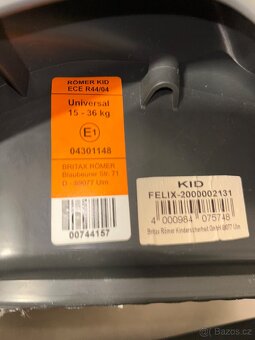 RÖMER KID
ECE R44/04
Universal
15 - 36 kg
E1
04301148
BRITAX RÖMER
Blaubeurer Str. 71
D - 89077 Ulm
00744157
KID
FELIX-2000002131
4 000984 075748
Britax Römer Kindersicherheit GmbH 89077 Ulm
bazos.cz